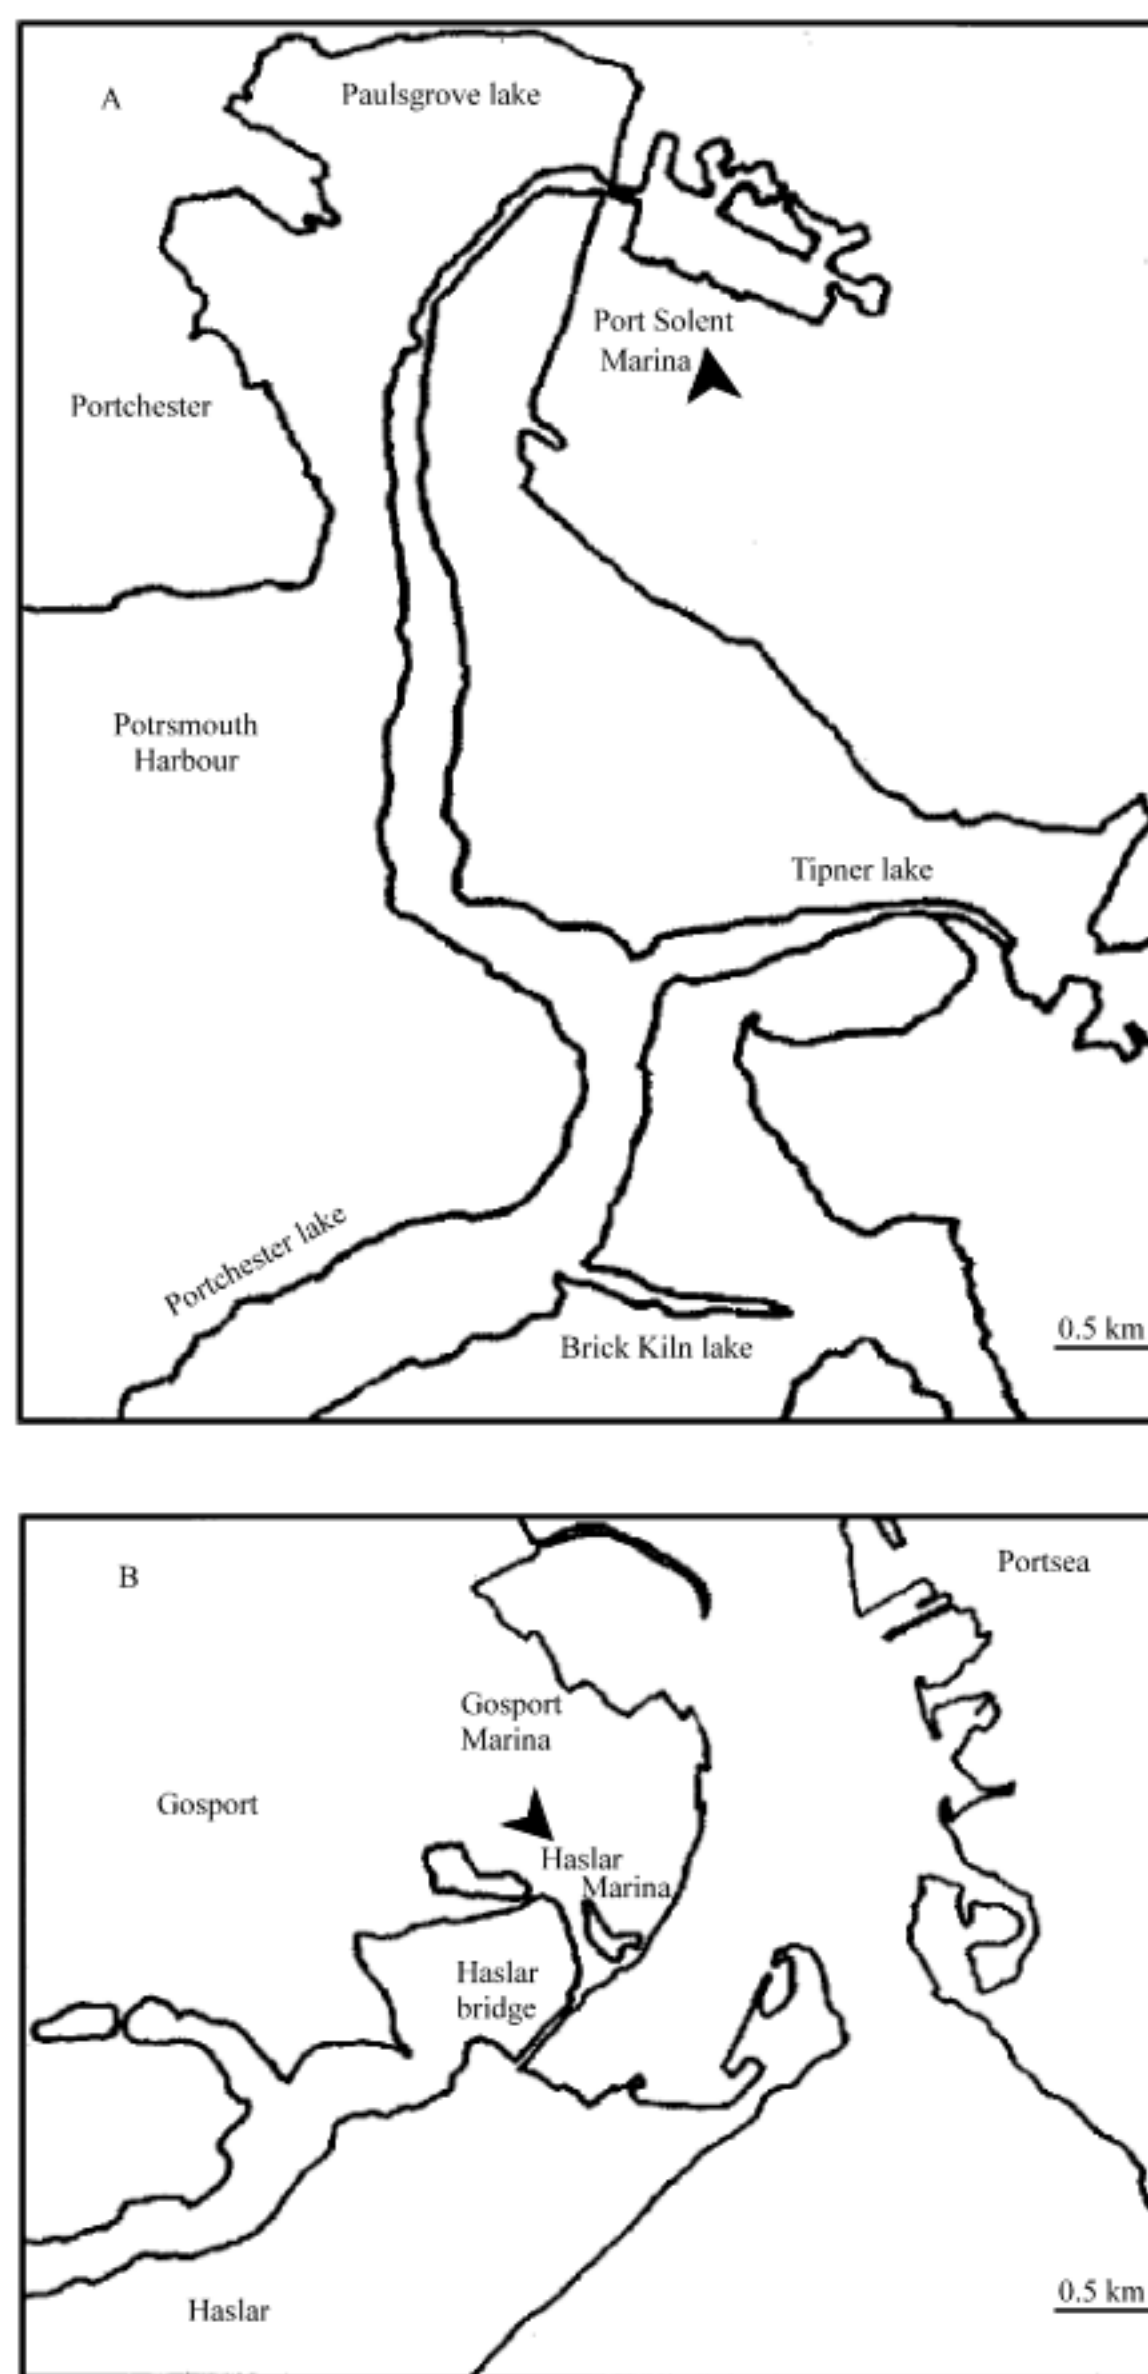 A
Paulsgrove lake
Port Solent
Marina
Portchester
Potrsmouth
Harbour
Tipner lake
Portchester lake
Brick Kiln lake
0.5 km
B
Portsea
Gosport
Marina
Gosport
Haslar
Marina
Haslar
bridge
Haslar
0.5 km